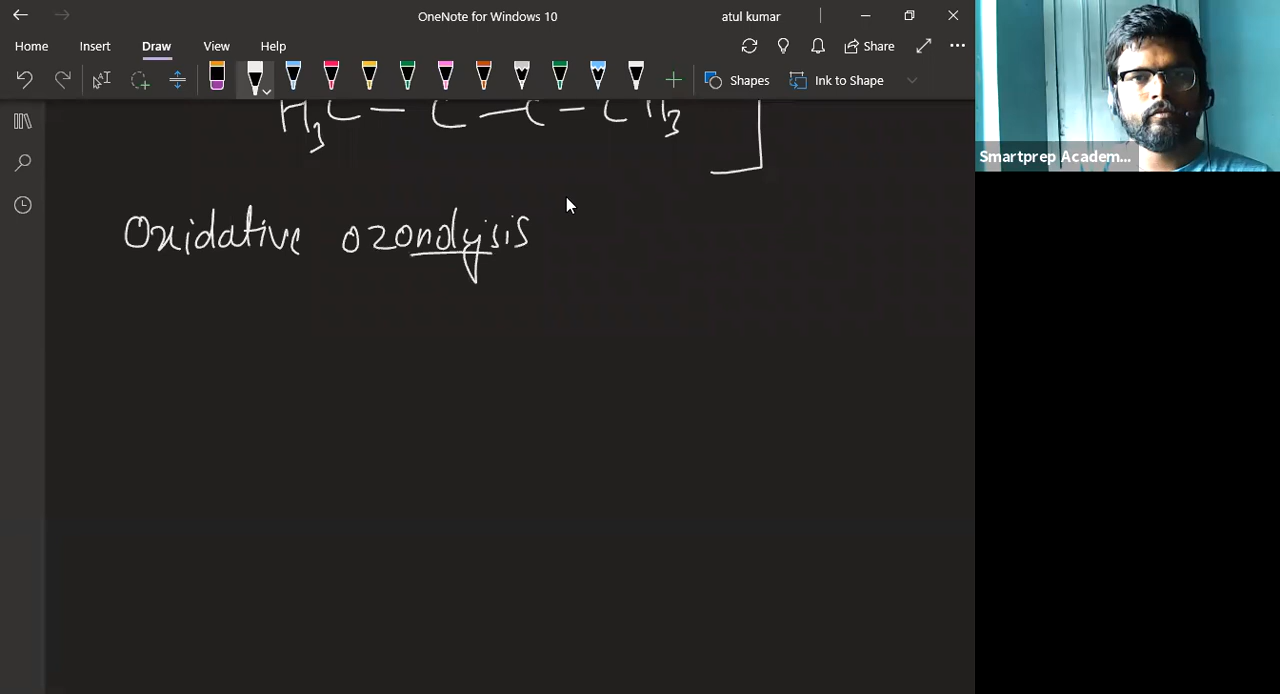 OneNote for Windows 10
atul kumar
Home Insert Draw View Help
Share
Shapes
Ink to Shape
H3C - C - C - CH3
Smartprep Academ...
Oxidative ozonolysis